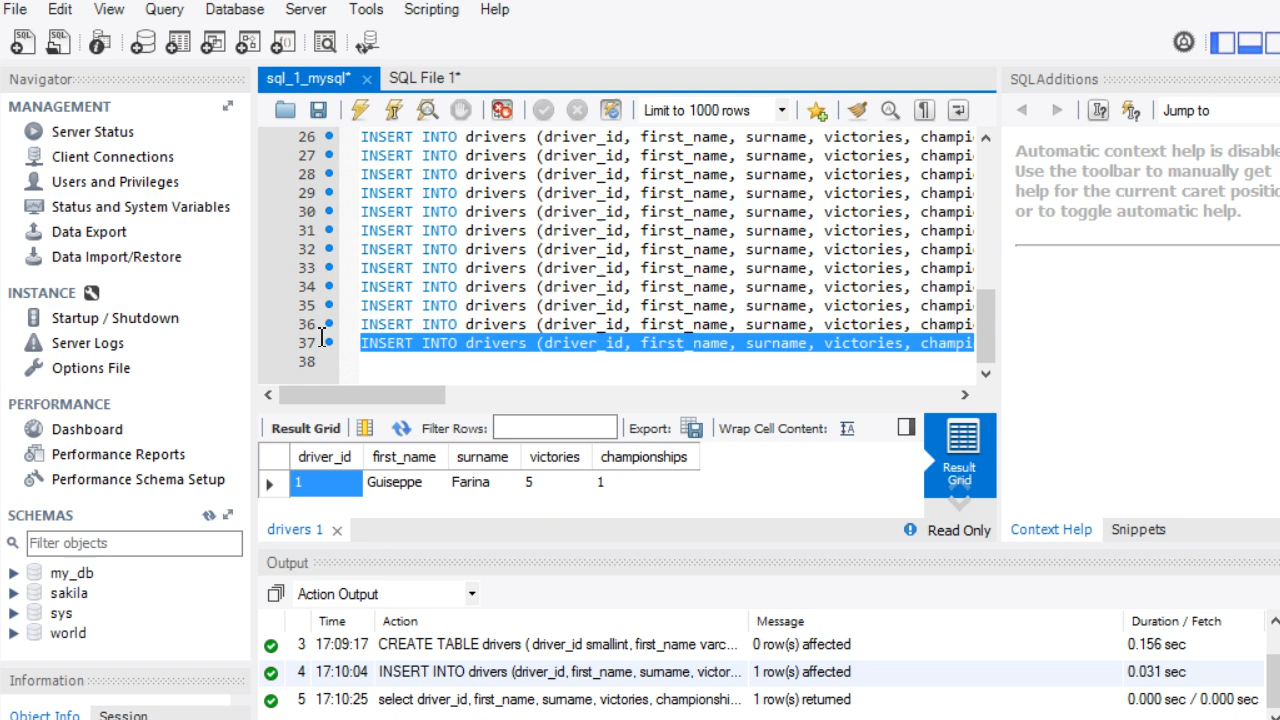 File Edit View Query Database Server Tools Scripting Help
Navigator
MANAGEMENT
Server Status
Client Connections
Users and Privileges
Status and System Variables
Data Export
Data Import/Restore
INSTANCE
Startup / Shutdown
Server Logs
Options File
PERFORMANCE
Dashboard
Performance Reports
Performance Schema Setup
SCHEMAS
Filter objects
my_db
sakila
sys
world
Information
Object Info Session
sql_1_mysql* SQL File 1*
Limit to 1000 rows
26 INSERT INTO drivers (driver_id, first_name, surname, victories, champi
27 INSERT INTO drivers (driver_id, first_name, surname, victories, champi
28 INSERT INTO drivers (driver_id, first_name, surname, victories, champi
29 INSERT INTO drivers (driver_id, first_name, surname, victories, champi
30 INSERT INTO drivers (driver_id, first_name, surname, victories, champi
31 INSERT INTO drivers (driver_id, first_name, surname, victories, champi
32 INSERT INTO drivers (driver_id, first_name, surname, victories, champi
33 INSERT INTO drivers (driver_id, first_name, surname, victories, champi
34 INSERT INTO drivers (driver_id, first_name, surname, victories, champi
35 INSERT INTO drivers (driver_id, first_name, surname, victories, champi
36 INSERT INTO drivers (driver_id, first_name, surname, victories, champi
37 INSERT INTO drivers (driver_id, first_name, surname, victories, champi
38
Result Grid Filter Rows: Export: Wrap Cell Content:
driver_id first_name surname victories championships
1 Guiseppe Farina 5 1
Result
Grid
drivers 1 Read Only
SQLAdditions
Jump to
Automatic context help is disable
Use the toolbar to manually get
help for the current caret positio
or to toggle automatic help.
Context Help Snippets
Output
Action Output
Time Action Message Duration / Fetch
3 17:09:17 CREATE TABLE drivers ( driver_id smallint, first_name varc... 0 row(s) affected 0.156 sec
4 17:10:04 INSERT INTO drivers (driver_id, first_name, surname, victor... 1 row(s) affected 0.031 sec
5 17:10:25 select driver_id, first_name, surname, victories, championshi... 1 row(s) returned 0.000 sec / 0.000 sec